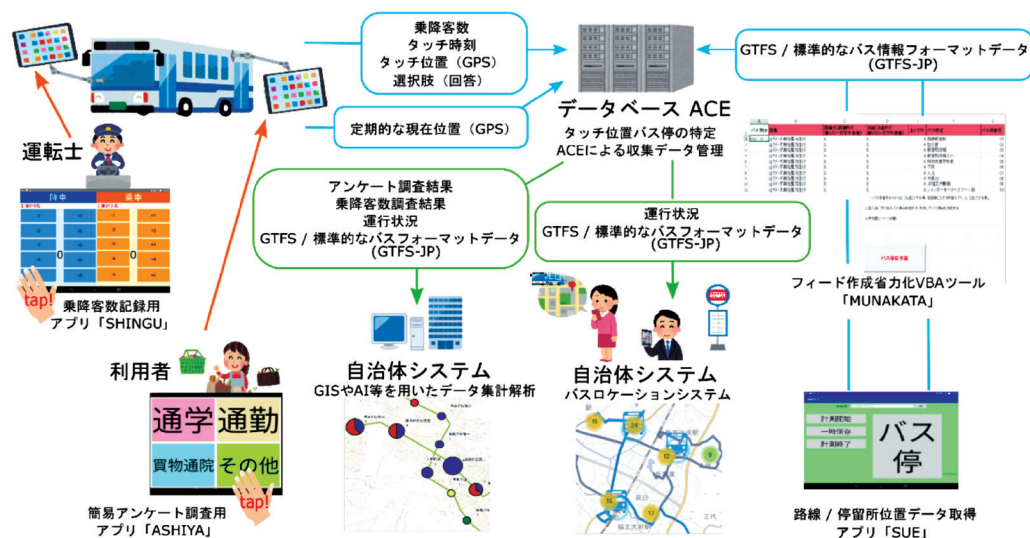 乗降客数
タッチ時刻
タッチ位置（GPS）
選択肢（回答）
定期的な現在位置（GPS）
データベース ACE
タッチ位置バス停の特定
ACEによる収集データ管理
GTFS / 標準的なバス情報フォーマットデータ
(GTFS-JP)
運転士
降車
乗車
tap!
乗降客数記録用
アプリ「SHINGU」
アンケート調査結果
乗降客数調査結果
運行状況
GTFS / 標準的なバスフォーマットデータ
(GTFS-JP)
運行状況
GTFS / 標準的なバスフォーマットデータ
(GTFS-JP)
フィード作成省力化VBAツール
「MUNAKATA」
利用者
通学
通勤
買物通院
その他
tap!
簡易アンケート調査用
アプリ「ASHIYA」
自治体システム
GISやAI等を用いたデータ集計解析
自治体システム
バスロケーションシステム
24
12
12
計測開始
一時保存
計測終了
バス
停
路線 / 停留所位置データ取得
アプリ「SUE」